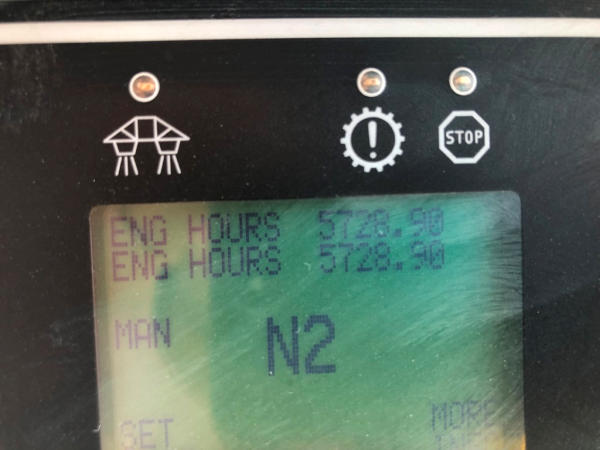 STOP
ENG HOURS 5728.90
ENG HOURS 5728.90
MAN N2
SET MORE